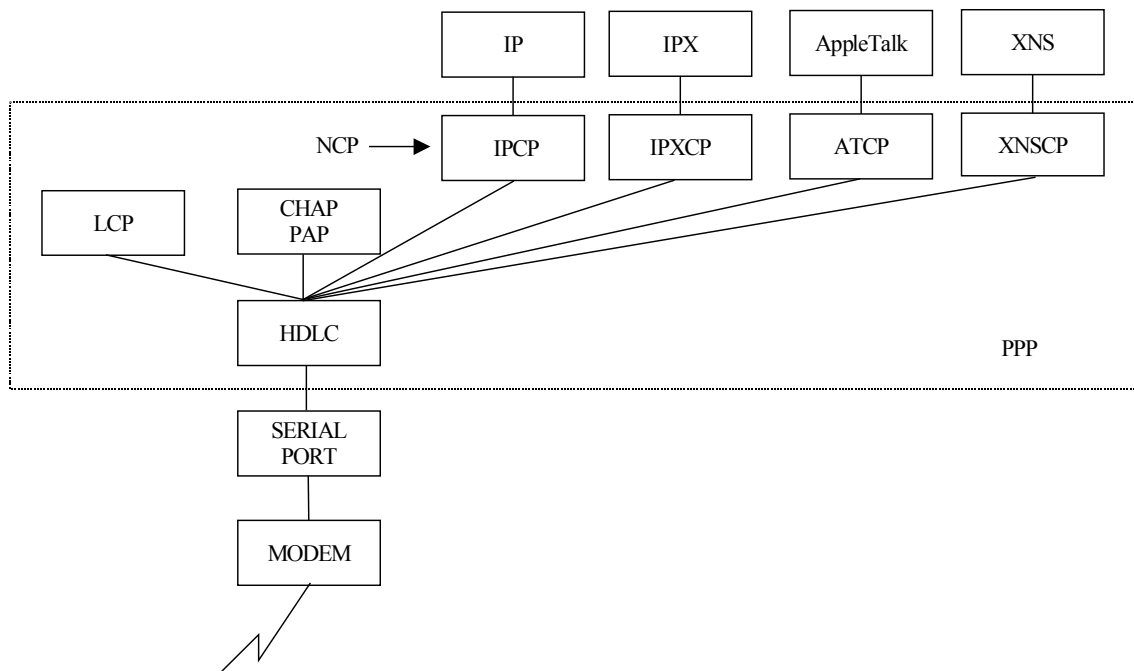 IP
IPX
AppleTalk
XNS
NCP
IPCP
IPXCP
ATCP
XNSCP
LCP
CHAP
PAP
HDLC
PPP
SERIAL
PORT
MODEM